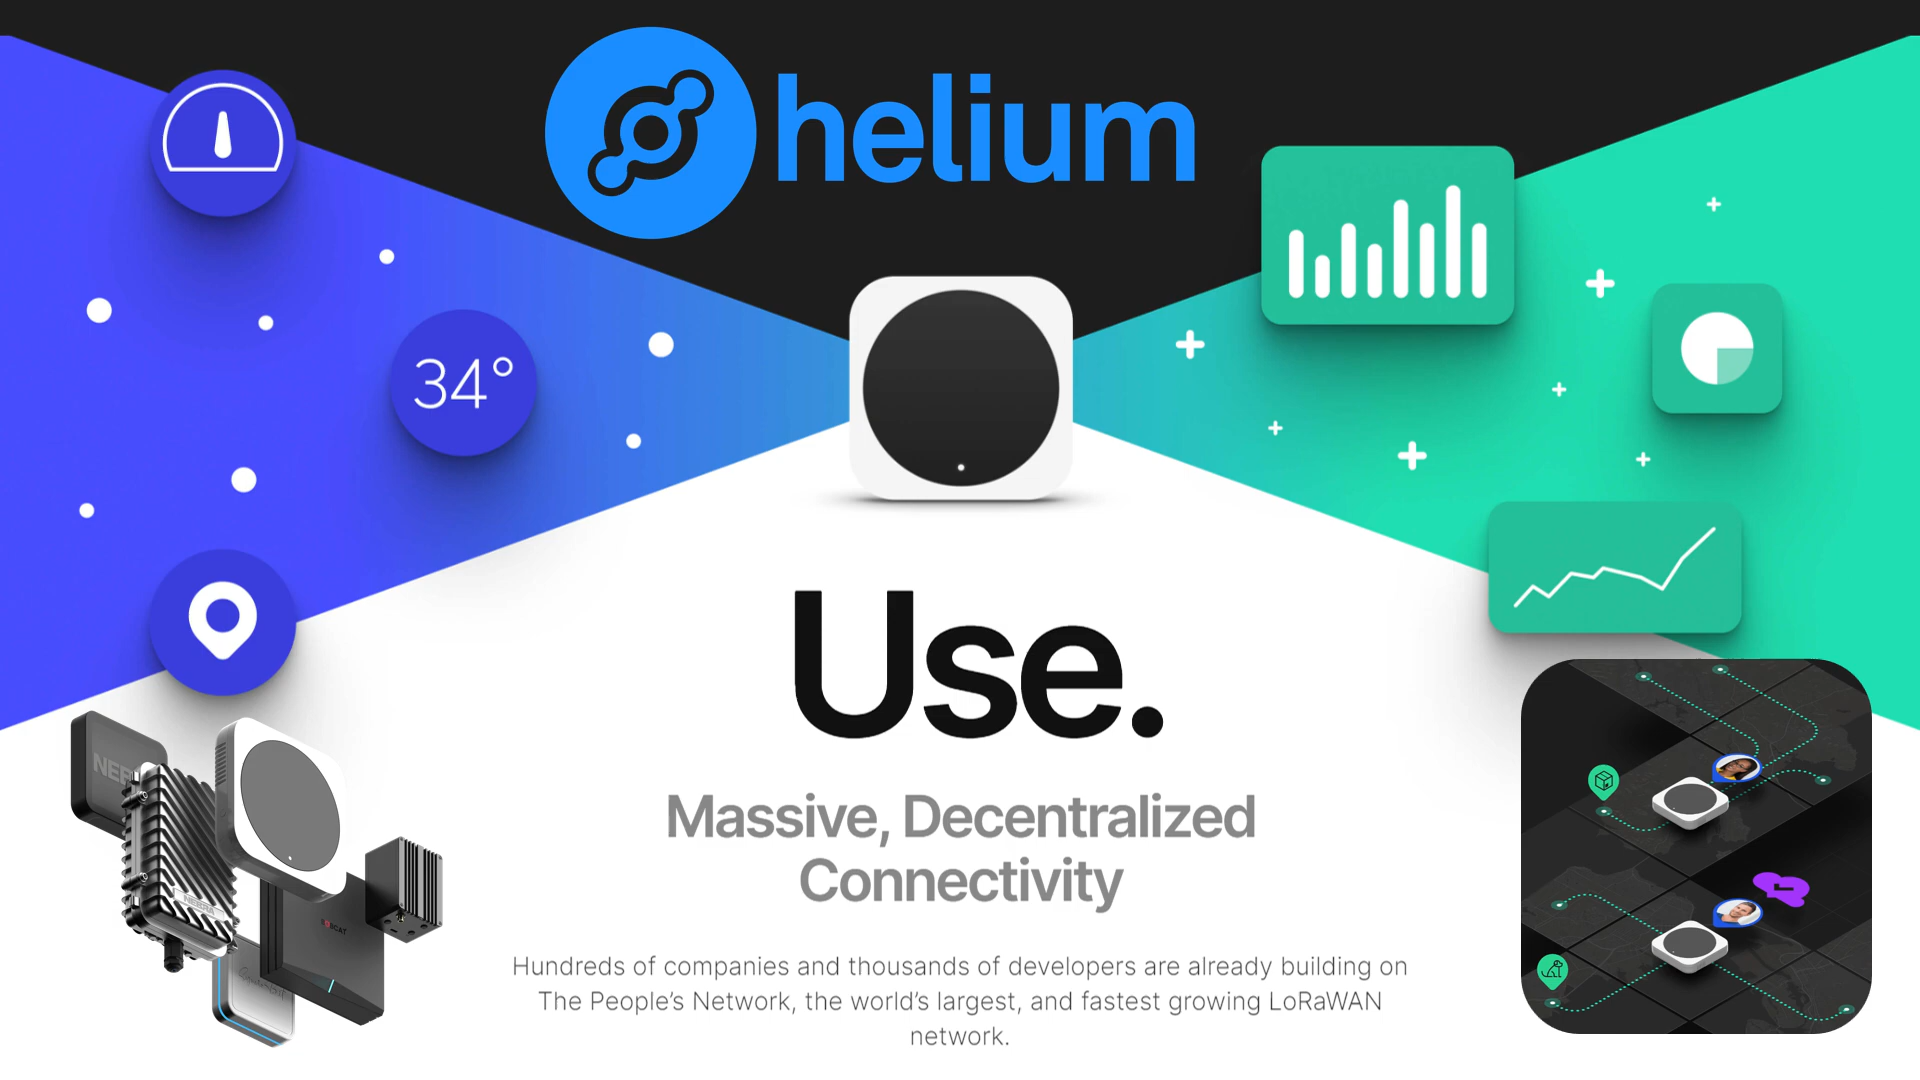 helium
34°
Use.
Massive, Decentralized
Connectivity
Hundreds of companies and thousands of developers are already building on
The People's Network, the world's largest, and fastest growing LoRaWAN
network.
NEBRA